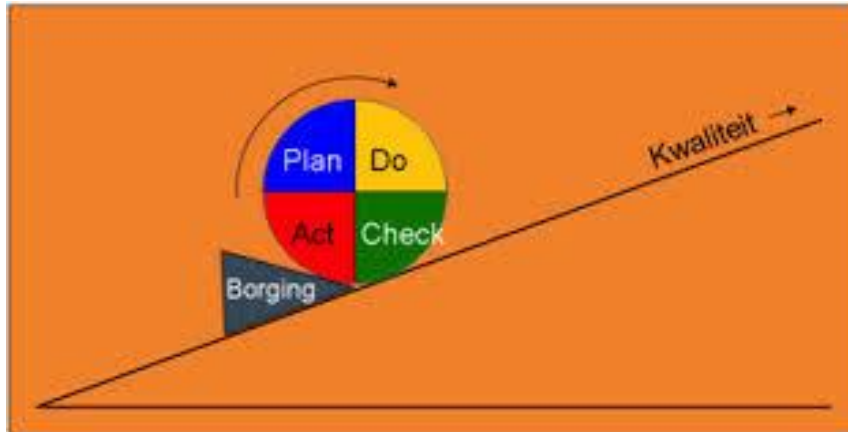 Plan
Do
Act
Check
Borging
Kwaliteit →